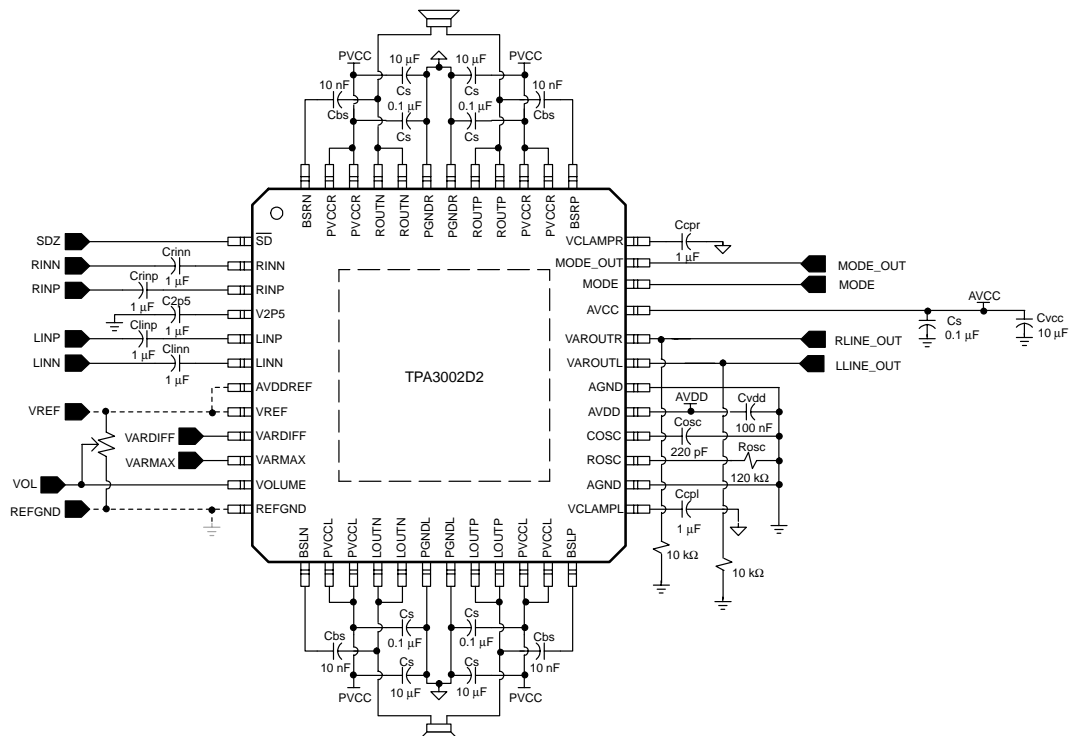 PVCC 10 µF 10 µF PVCC
10 nF Cs Cs 10 nF
Cbs 0.1 µF 0.1 µF Cbs
Cs Cs
BSRN PVCCR PVCCR ROUTN ROUTN PGNDR PGNDR ROUTP ROUTP PVCCR PVCCR BSRP
SDZ SD VCLAMPR Ccpr 1 µF
RINN Crinn 1 µF RINN MODE_OUT MODE_OUT
RINP Crinp 1 µF RINP MODE MODE
C2p5 1 µF V2P5 AVCC AVCC Cs 0.1 µF Cvcc 10 µF
LINP Clinp 1 µF LINP VAROUTR RLINE_OUT
LINN Clinn 1 µF LINN VAROUTL LLINE_OUT
TPA3002D2
AVDDREF AGND
VREF VREF AVDD AVDD Cvdd 100 nF
VARDIFF VARDIFF COSC Cosc 220 pF
VARMAX VARMAX ROSC Rosc 120 kΩ
VOL VOLUME AGND
REFGND REFGND VCLAMPL Ccpl 1 µF
10 kΩ 10 kΩ
BSLN PVCCL PVCCL LOUTN LOUTN PGNDL PGNDL LOUTP LOUTP PVCCL PVCCL BSLP
Cs Cs
Cbs 0.1 µF 0.1 µF Cbs
10 nF Cs Cs 10 nF
PVCC 10 µF 10 µF PVCC